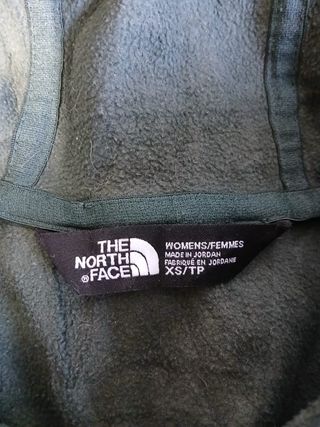 THE
NORTH
FACE®
WOMENS/FEMMES
MADE IN JORDAN
FABRIQUÉ EN JORDANIE
XS/TP